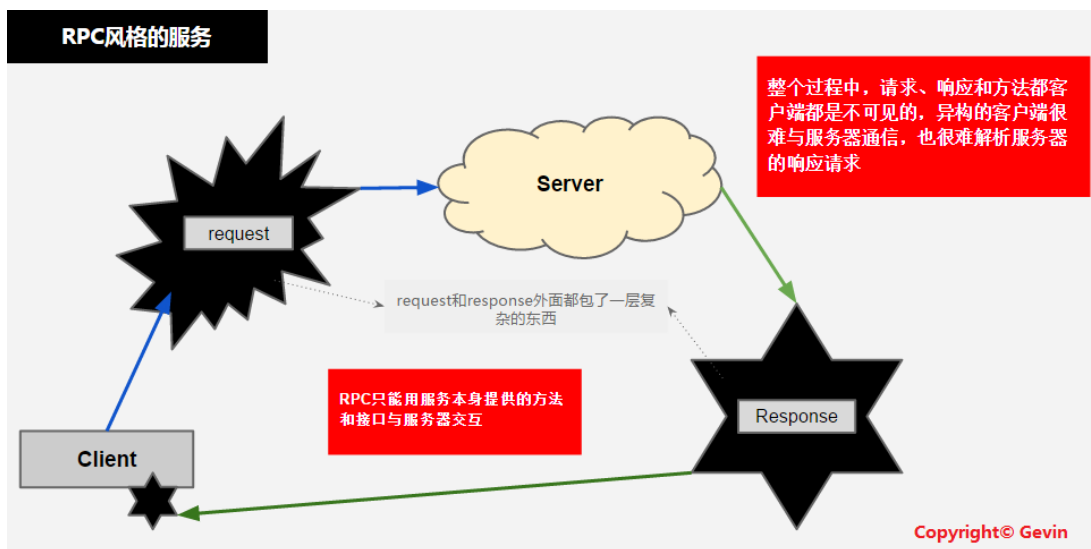 RPC风格的服务
整个过程中，请求、响应和方法都客
户端都是不可见的，异构的客户端很
难与服务器通信，也很难解析服务器
的响应请求
Server
request
request和response外面都包了一层复
杂的东西
RPC只能用服务本身提供的方法
和接口与服务器交互
Response
Client
Copyright© Gevin